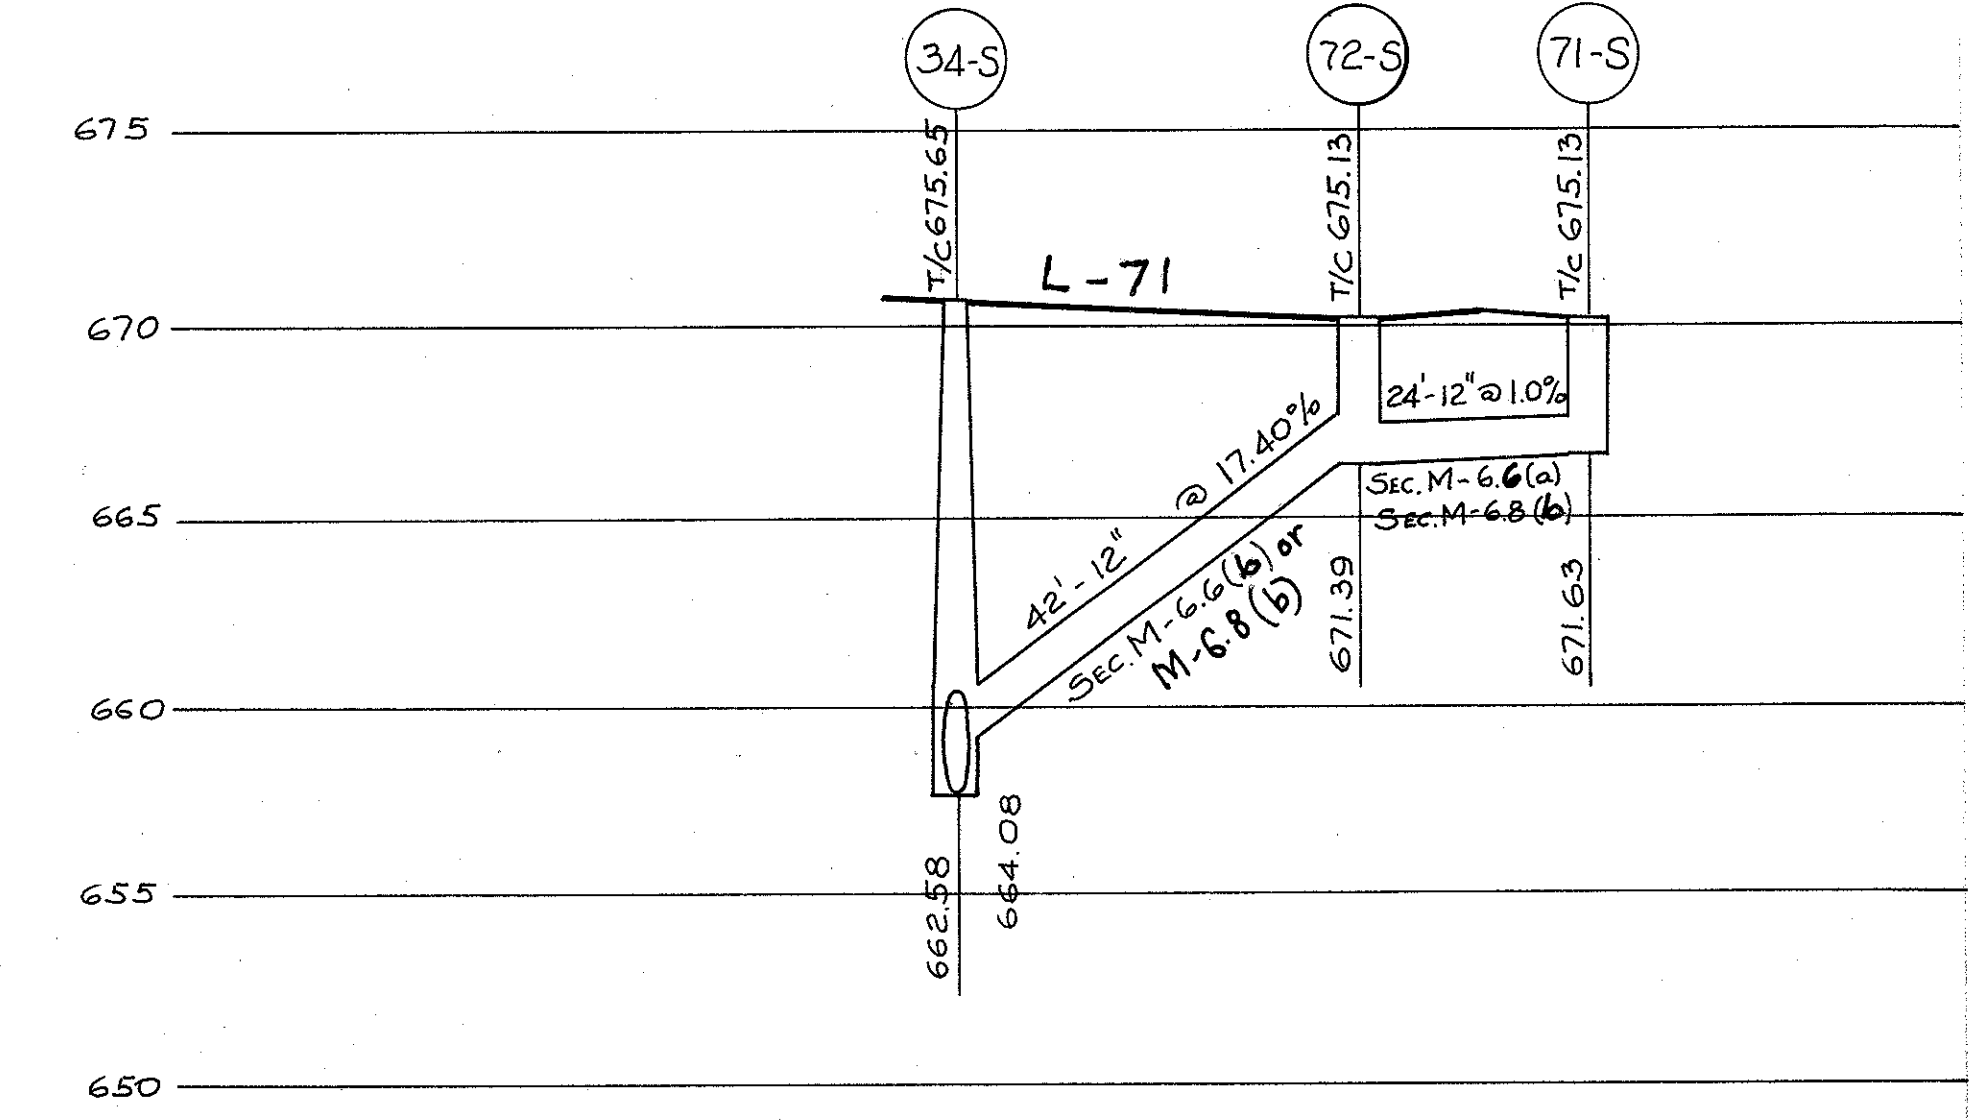 34-S
72-S
71-S
675
T/C 675.65
T/C 675.13
T/C 675.13
L-71
670
24'-12" @ 1.0%
42'-12" @ 17.40%
SEC. M-6.6(a)
SEC. M-6.8(b)
665
SEC. M-6.6(b) or
M-6.8(b)
671.39
671.63
660
662.58
664.08
655
650